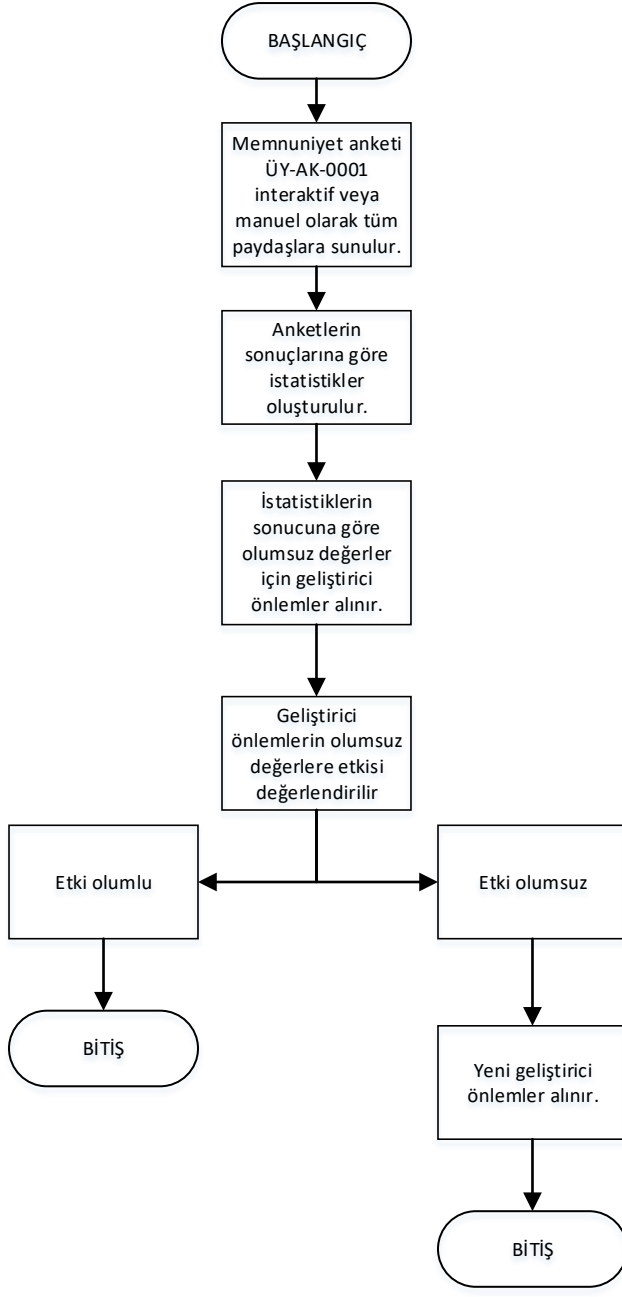 BAŞLANGIÇ
Memnuniyet anketi
ÜY-AK-0001
interaktif veya
manuel olarak tüm
paydaşlara sunulur.
Anketlerin
sonuçlarına göre
istatistikler
oluşturulur.
İstatistiklerin
sonucuna göre
olumsuz değerler
için geliştirici
önlemler alınır.
Geliştirici
önlemlerin olumsuz
değerlere etkisi
değerlendirilir
Etki olumlu
Etki olumsuz
BİTİŞ
Yeni geliştirici
önlemler alınır.
BİTİŞ